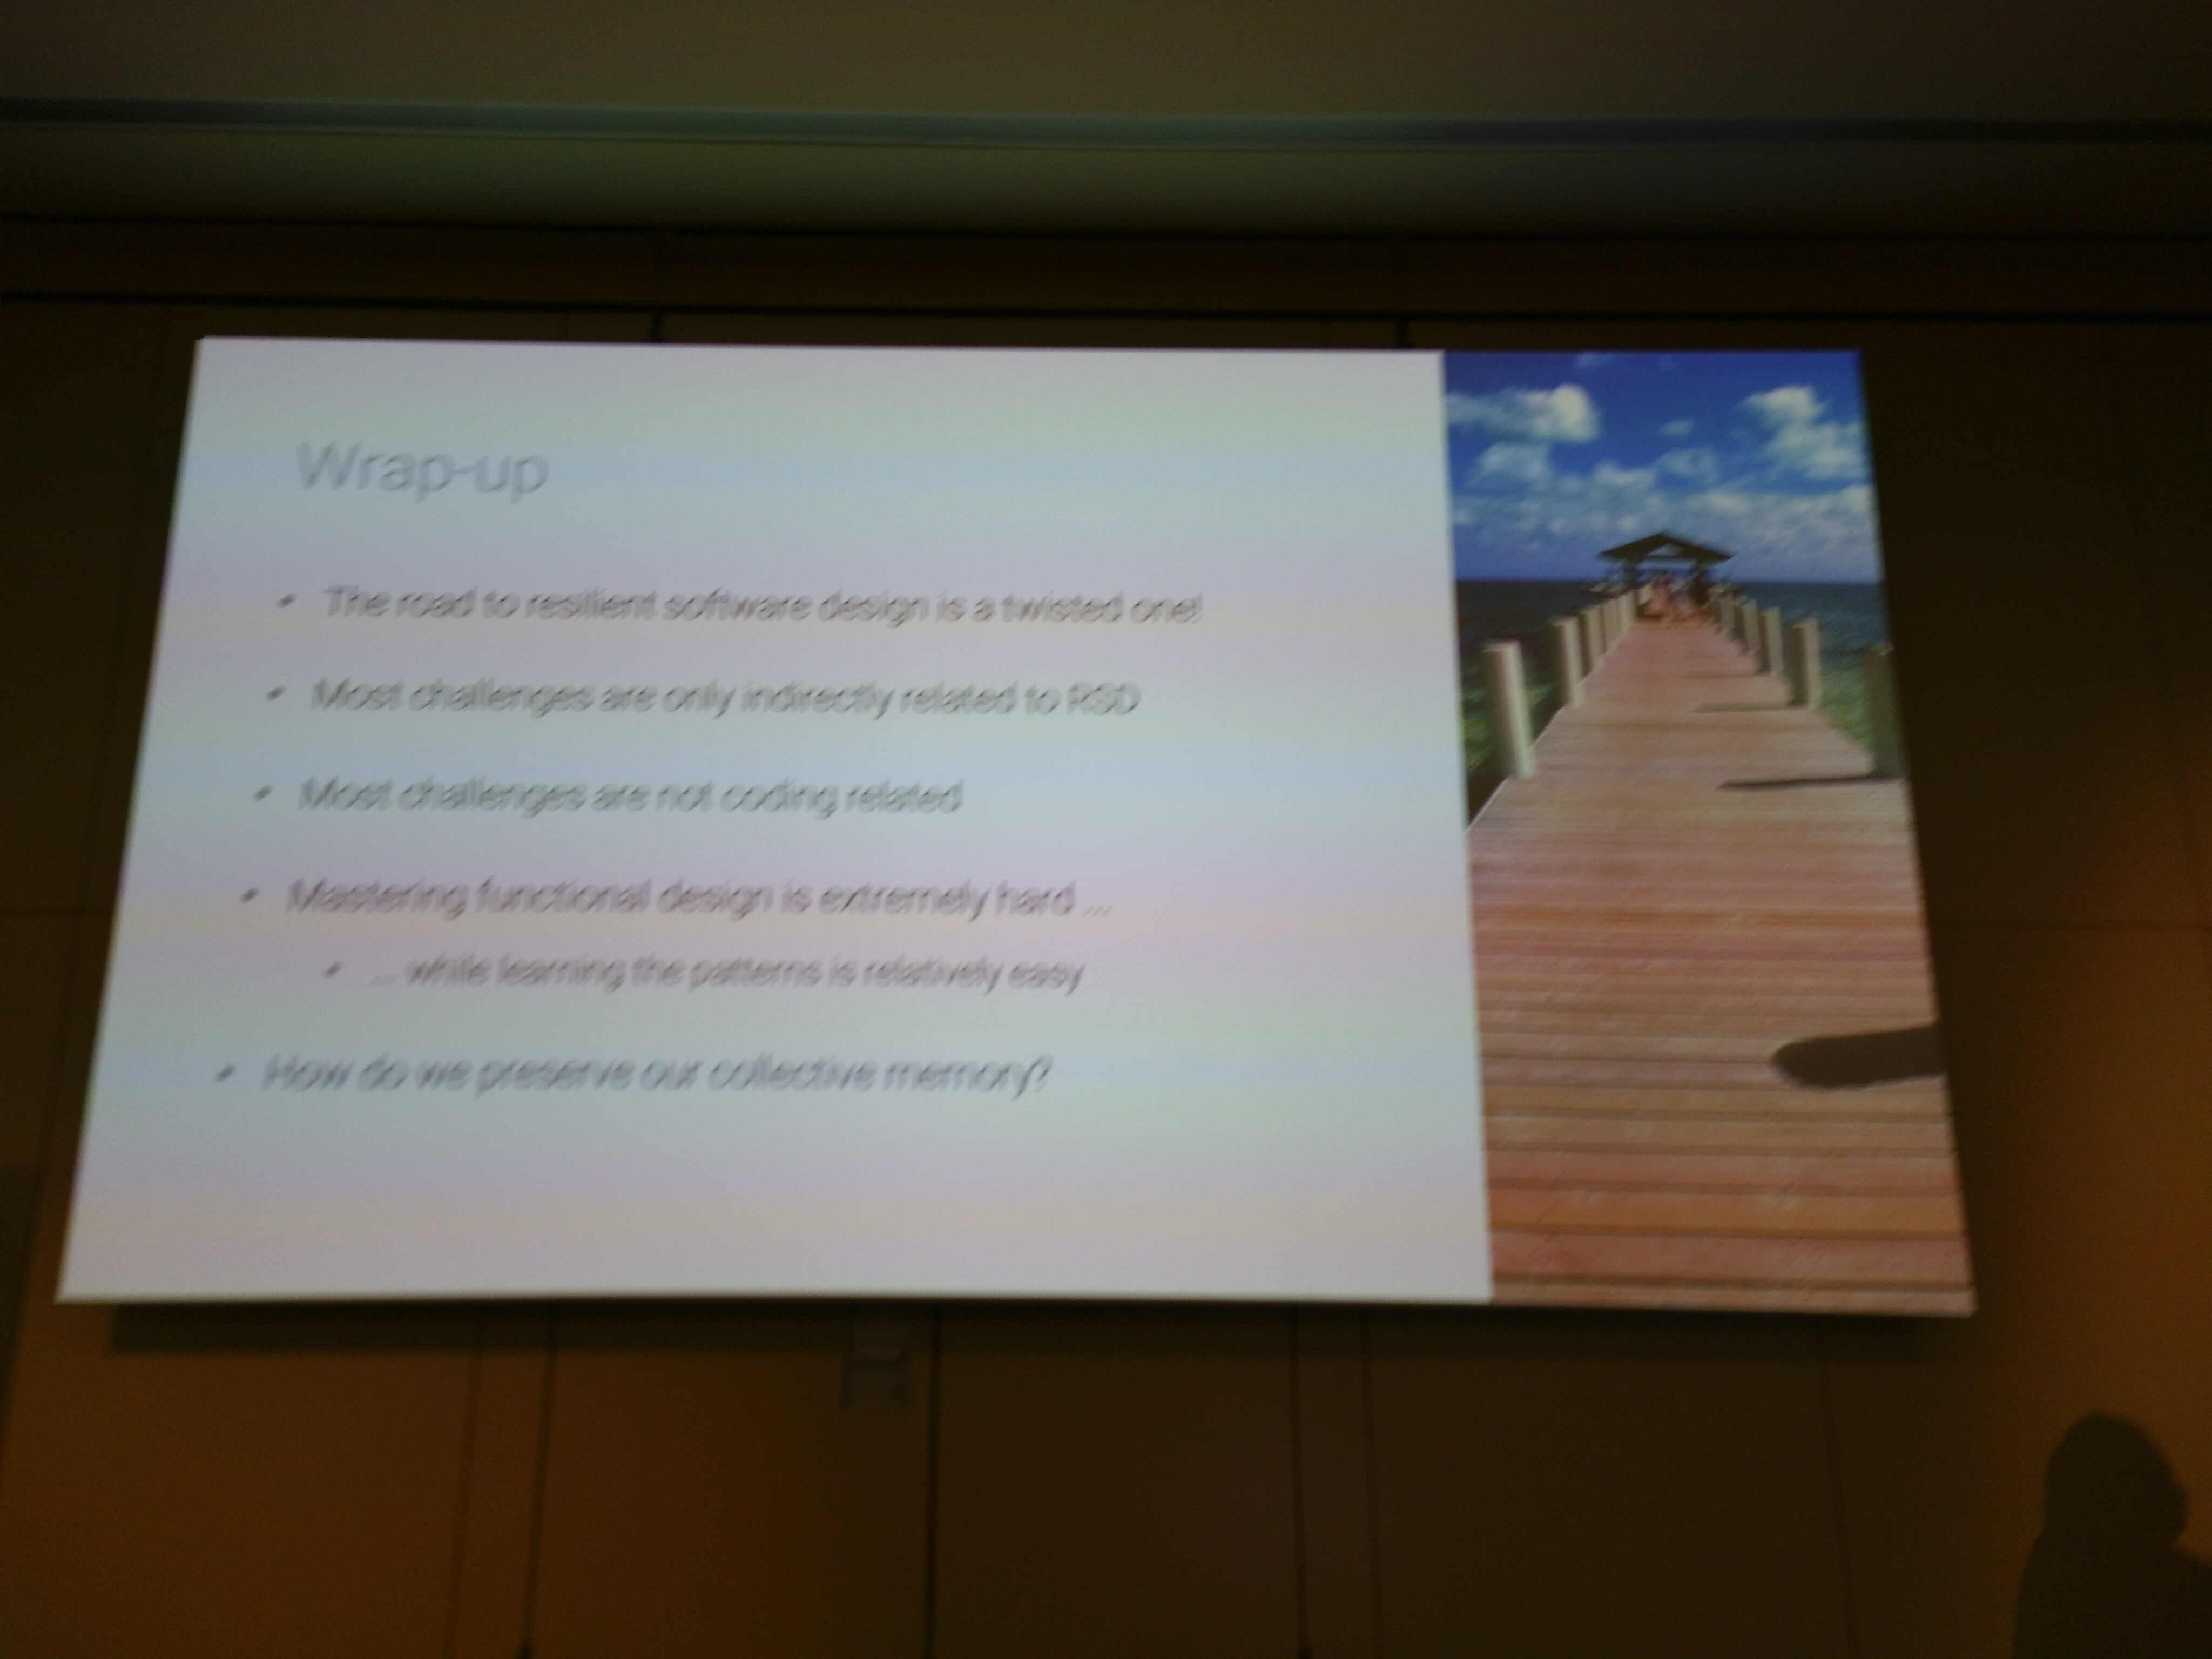 Wrap-up
• The road to resilient software design is a twisted one!
• Most challenges are only indirectly related to RSD
• Most challenges are not coding related
• Mastering functional design is extremely hard ...
• ... while learning the patterns is relatively easy
• How do we preserve our collective memory?